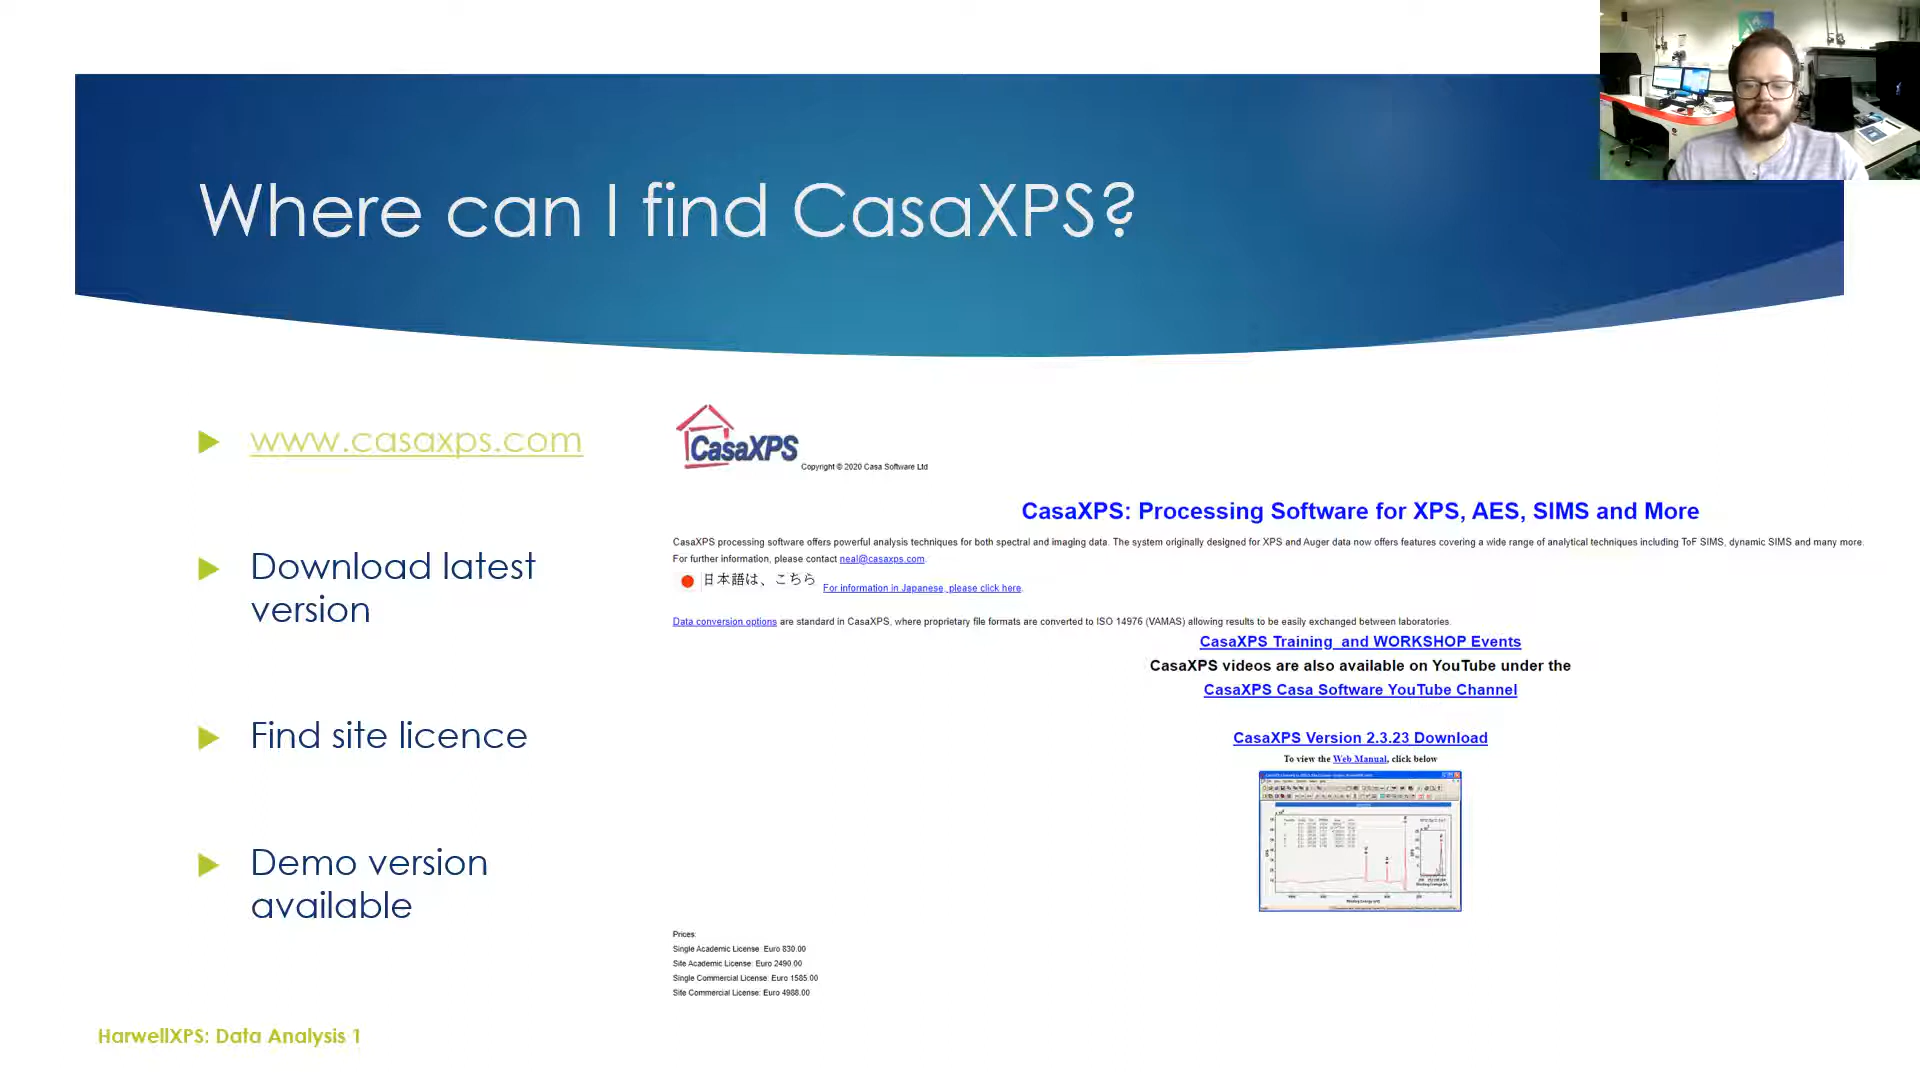 Where can I find CasaXPS?
www.casaxps.com
Download latest
version
Find site licence
Demo version
available
CasaXPS
Copyright © 2020 Casa Software Ltd
CasaXPS: Processing Software for XPS, AES, SIMS and More
CasaXPS processing software offers powerful analysis techniques for both spectral and imaging data. The system originally designed for XPS and Auger data now offers features covering a wide range of analytical techniques including ToF SIMS, dynamic SIMS and many more.
For further information, please contact neal@casaxps.com.
日本語は、こちら For information in Japanese, please click here.
Data conversion options are standard in CasaXPS, where proprietary file formats are converted to ISO 14976 (VAMAS) allowing results to be easily exchanged between laboratories.
CasaXPS Training and WORKSHOP Events
CasaXPS videos are also available on YouTube under the
CasaXPS Casa Software YouTube Channel
CasaXPS Version 2.3.23 Download
To view the Web Manual, click below
Prices:
Single Academic License: Euro 830.00
Site Academic License: Euro 2490.00
Single Commercial License: Euro 1585.00
Site Commercial License: Euro 4988.00
HarwellXPS: Data Analysis 1